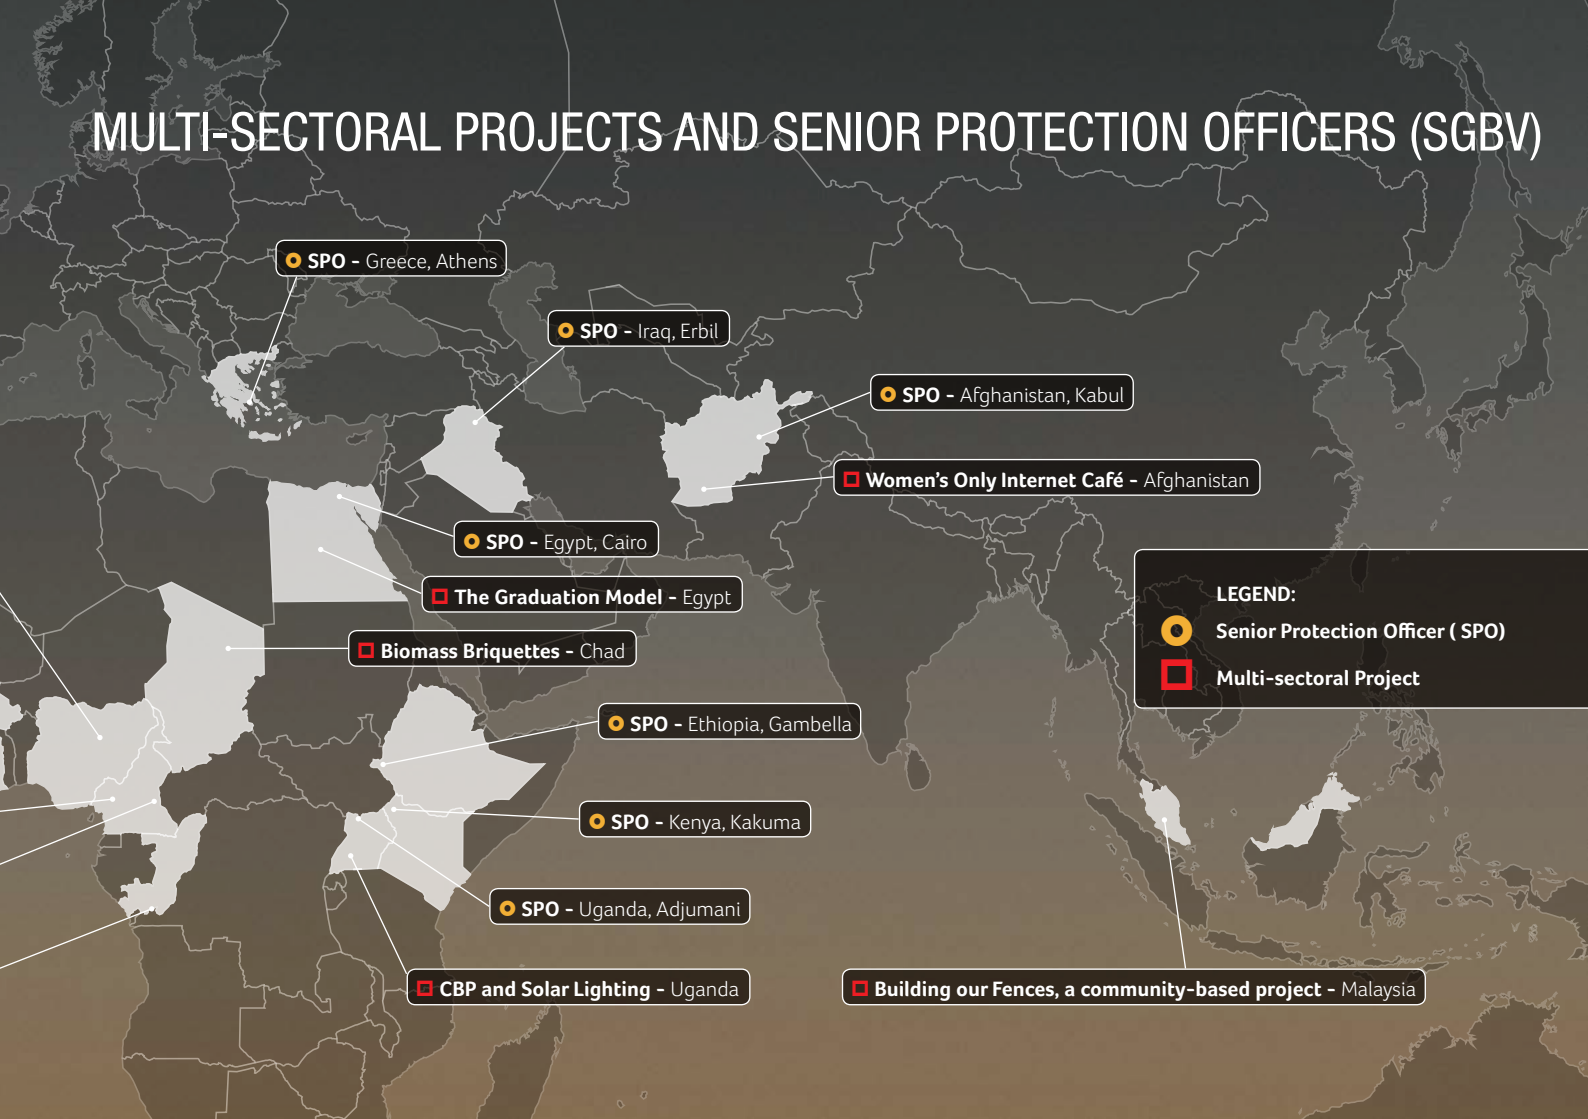 MULTI-SECTORAL PROJECTS AND SENIOR PROTECTION OFFICERS (SGBV)
SPO - Greece, Athens
SPO - Iraq, Erbil
SPO - Afghanistan, Kabul
Women’s Only Internet Café - Afghanistan
SPO - Egypt, Cairo
The Graduation Model - Egypt
Biomass Briquettes - Chad
SPO - Ethiopia, Gambella
SPO - Kenya, Kakuma
SPO - Uganda, Adjumani
CBP and Solar Lighting - Uganda
Building our Fences, a community-based project - Malaysia
LEGEND:
Senior Protection Officer ( SPO)
Multi-sectoral Project